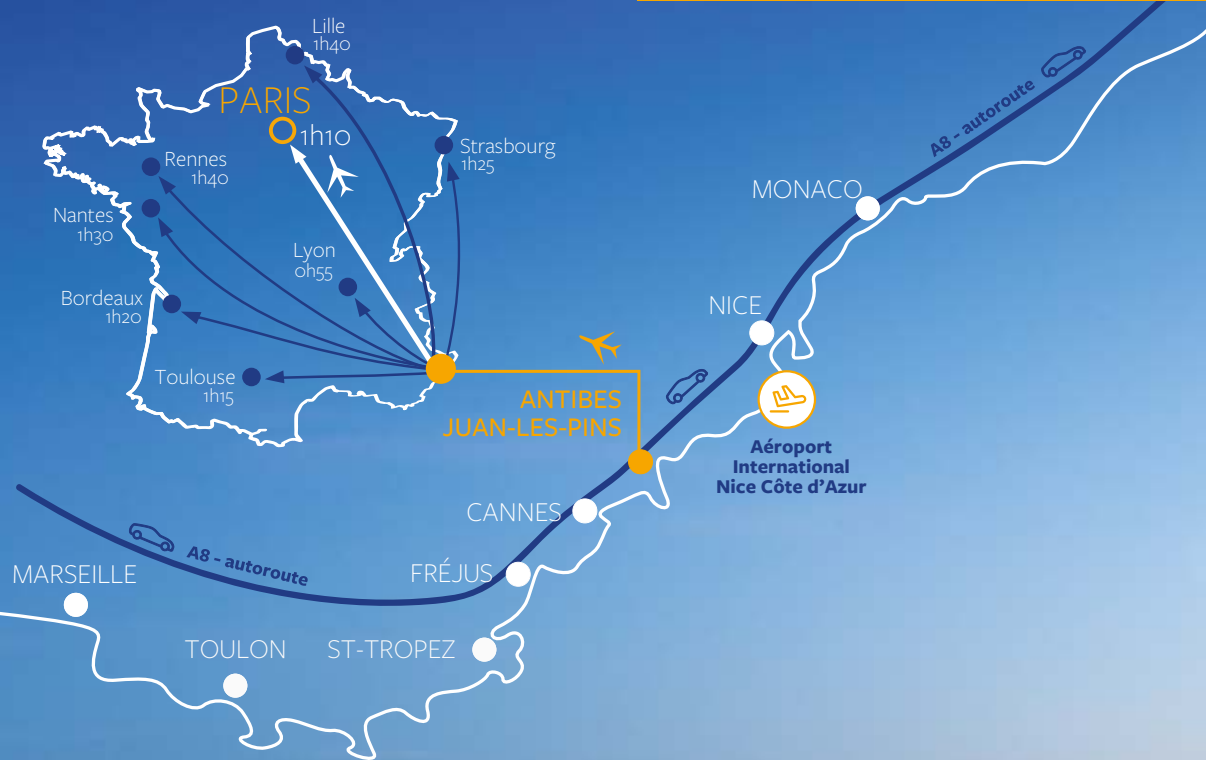 Lille
1h40
PARIS
1h10
Strasbourg
1h25
Rennes
1h40
Nantes
1h30
Lyon
0h55
Bordeaux
1h20
Toulouse
1h15
A8 - autoroute
MONACO
NICE
ANTIBES
JUAN-LES-PINS
Aéroport
International
Nice Côte d'Azur
CANNES
FRÉJUS
A8 - autoroute
MARSEILLE
TOULON
ST-TROPEZ